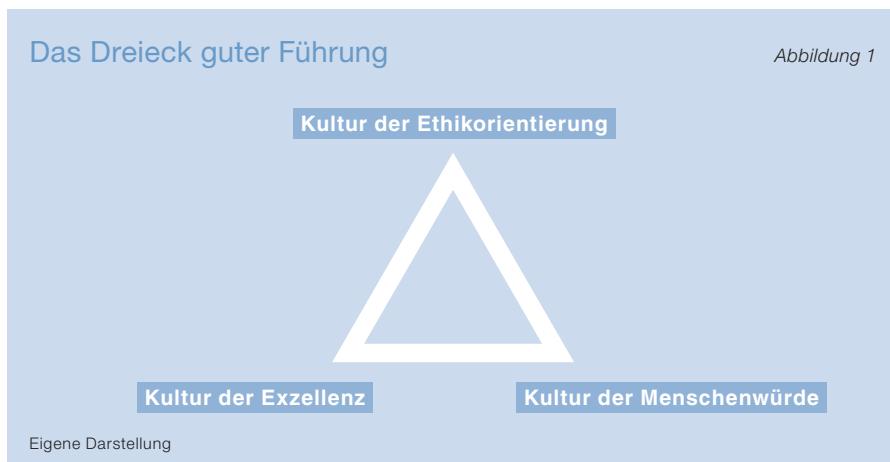 Das Dreieck guter Führung
Abbildung 1
Kultur der Ethikorientierung
Kultur der Exzellenz
Kultur der Menschenwürde
Eigene Darstellung